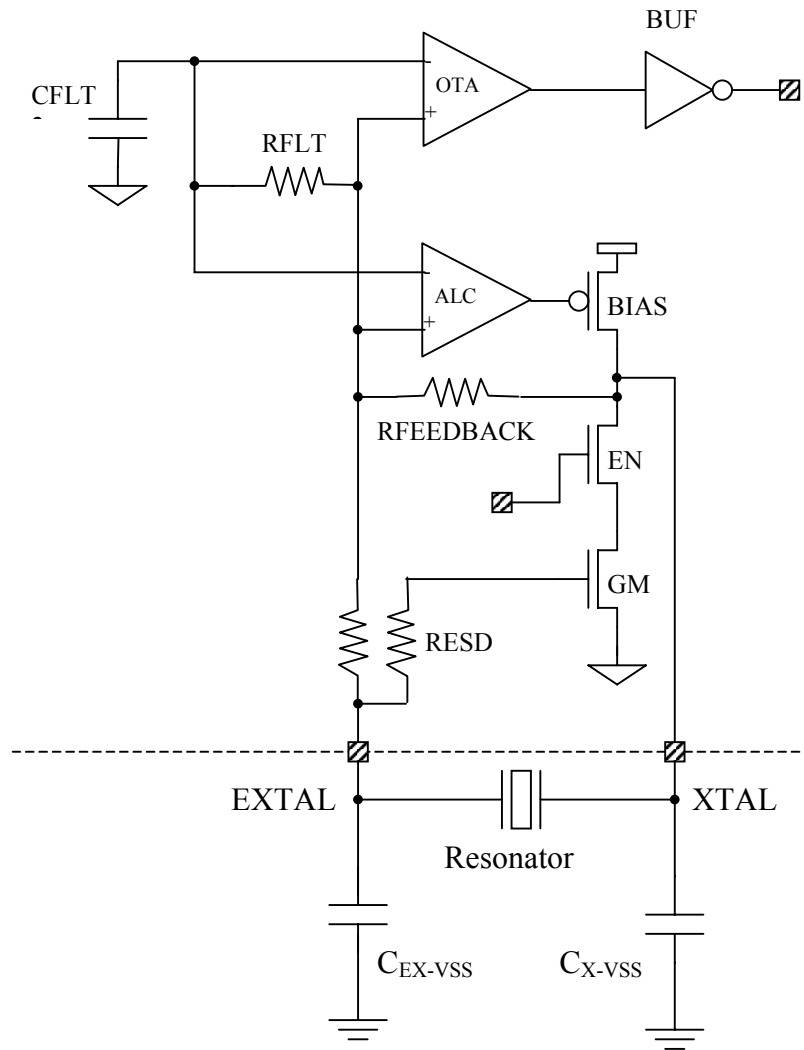 BUF
CFLT
OTA
RFLT
ALC
BIAS
RFEEDBACK
EN
GM
RESD
EXTAL
XTAL
Resonator
CEX-VSS
CX-VSS